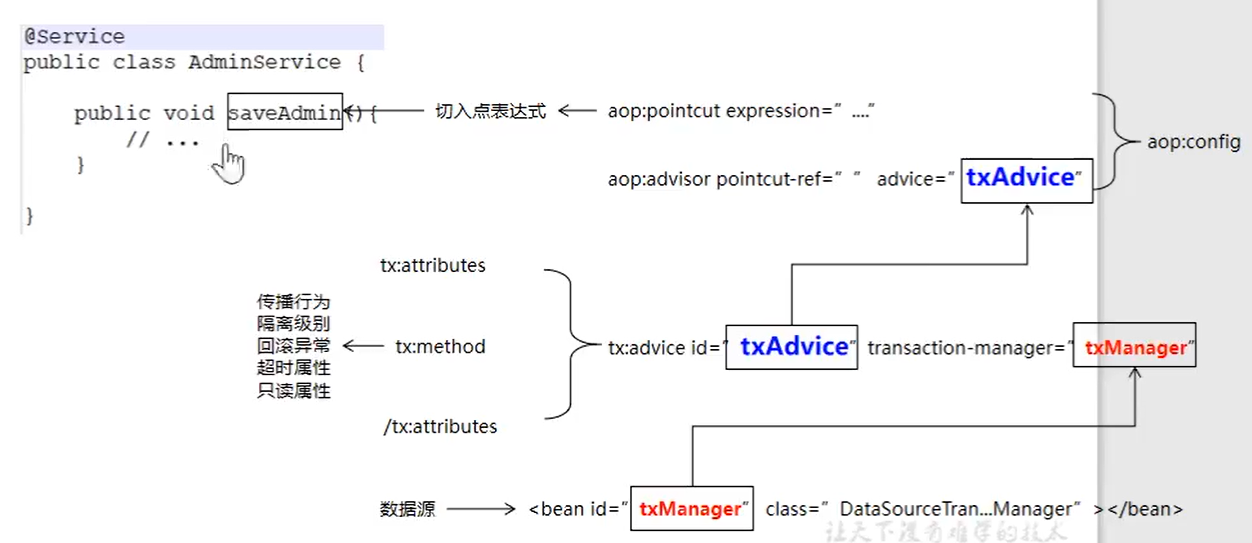 @Service
public class AdminService {
public void saveAdmin(){
// ...
}
}
切入点表达式
aop:pointcut expression=" ...."
aop:config
aop:advisor pointcut-ref=" " advice=" txAdvice"
tx:attributes
传播行为
隔离级别
回滚异常
超时属性
只读属性
tx:method
tx:advice id=" txAdvice" transaction-manager=" txManager"
/tx:attributes
数据源
<bean id=" txManager" class=" DataSourceTran...Manager" ></bean>
让天下没有难学的技术